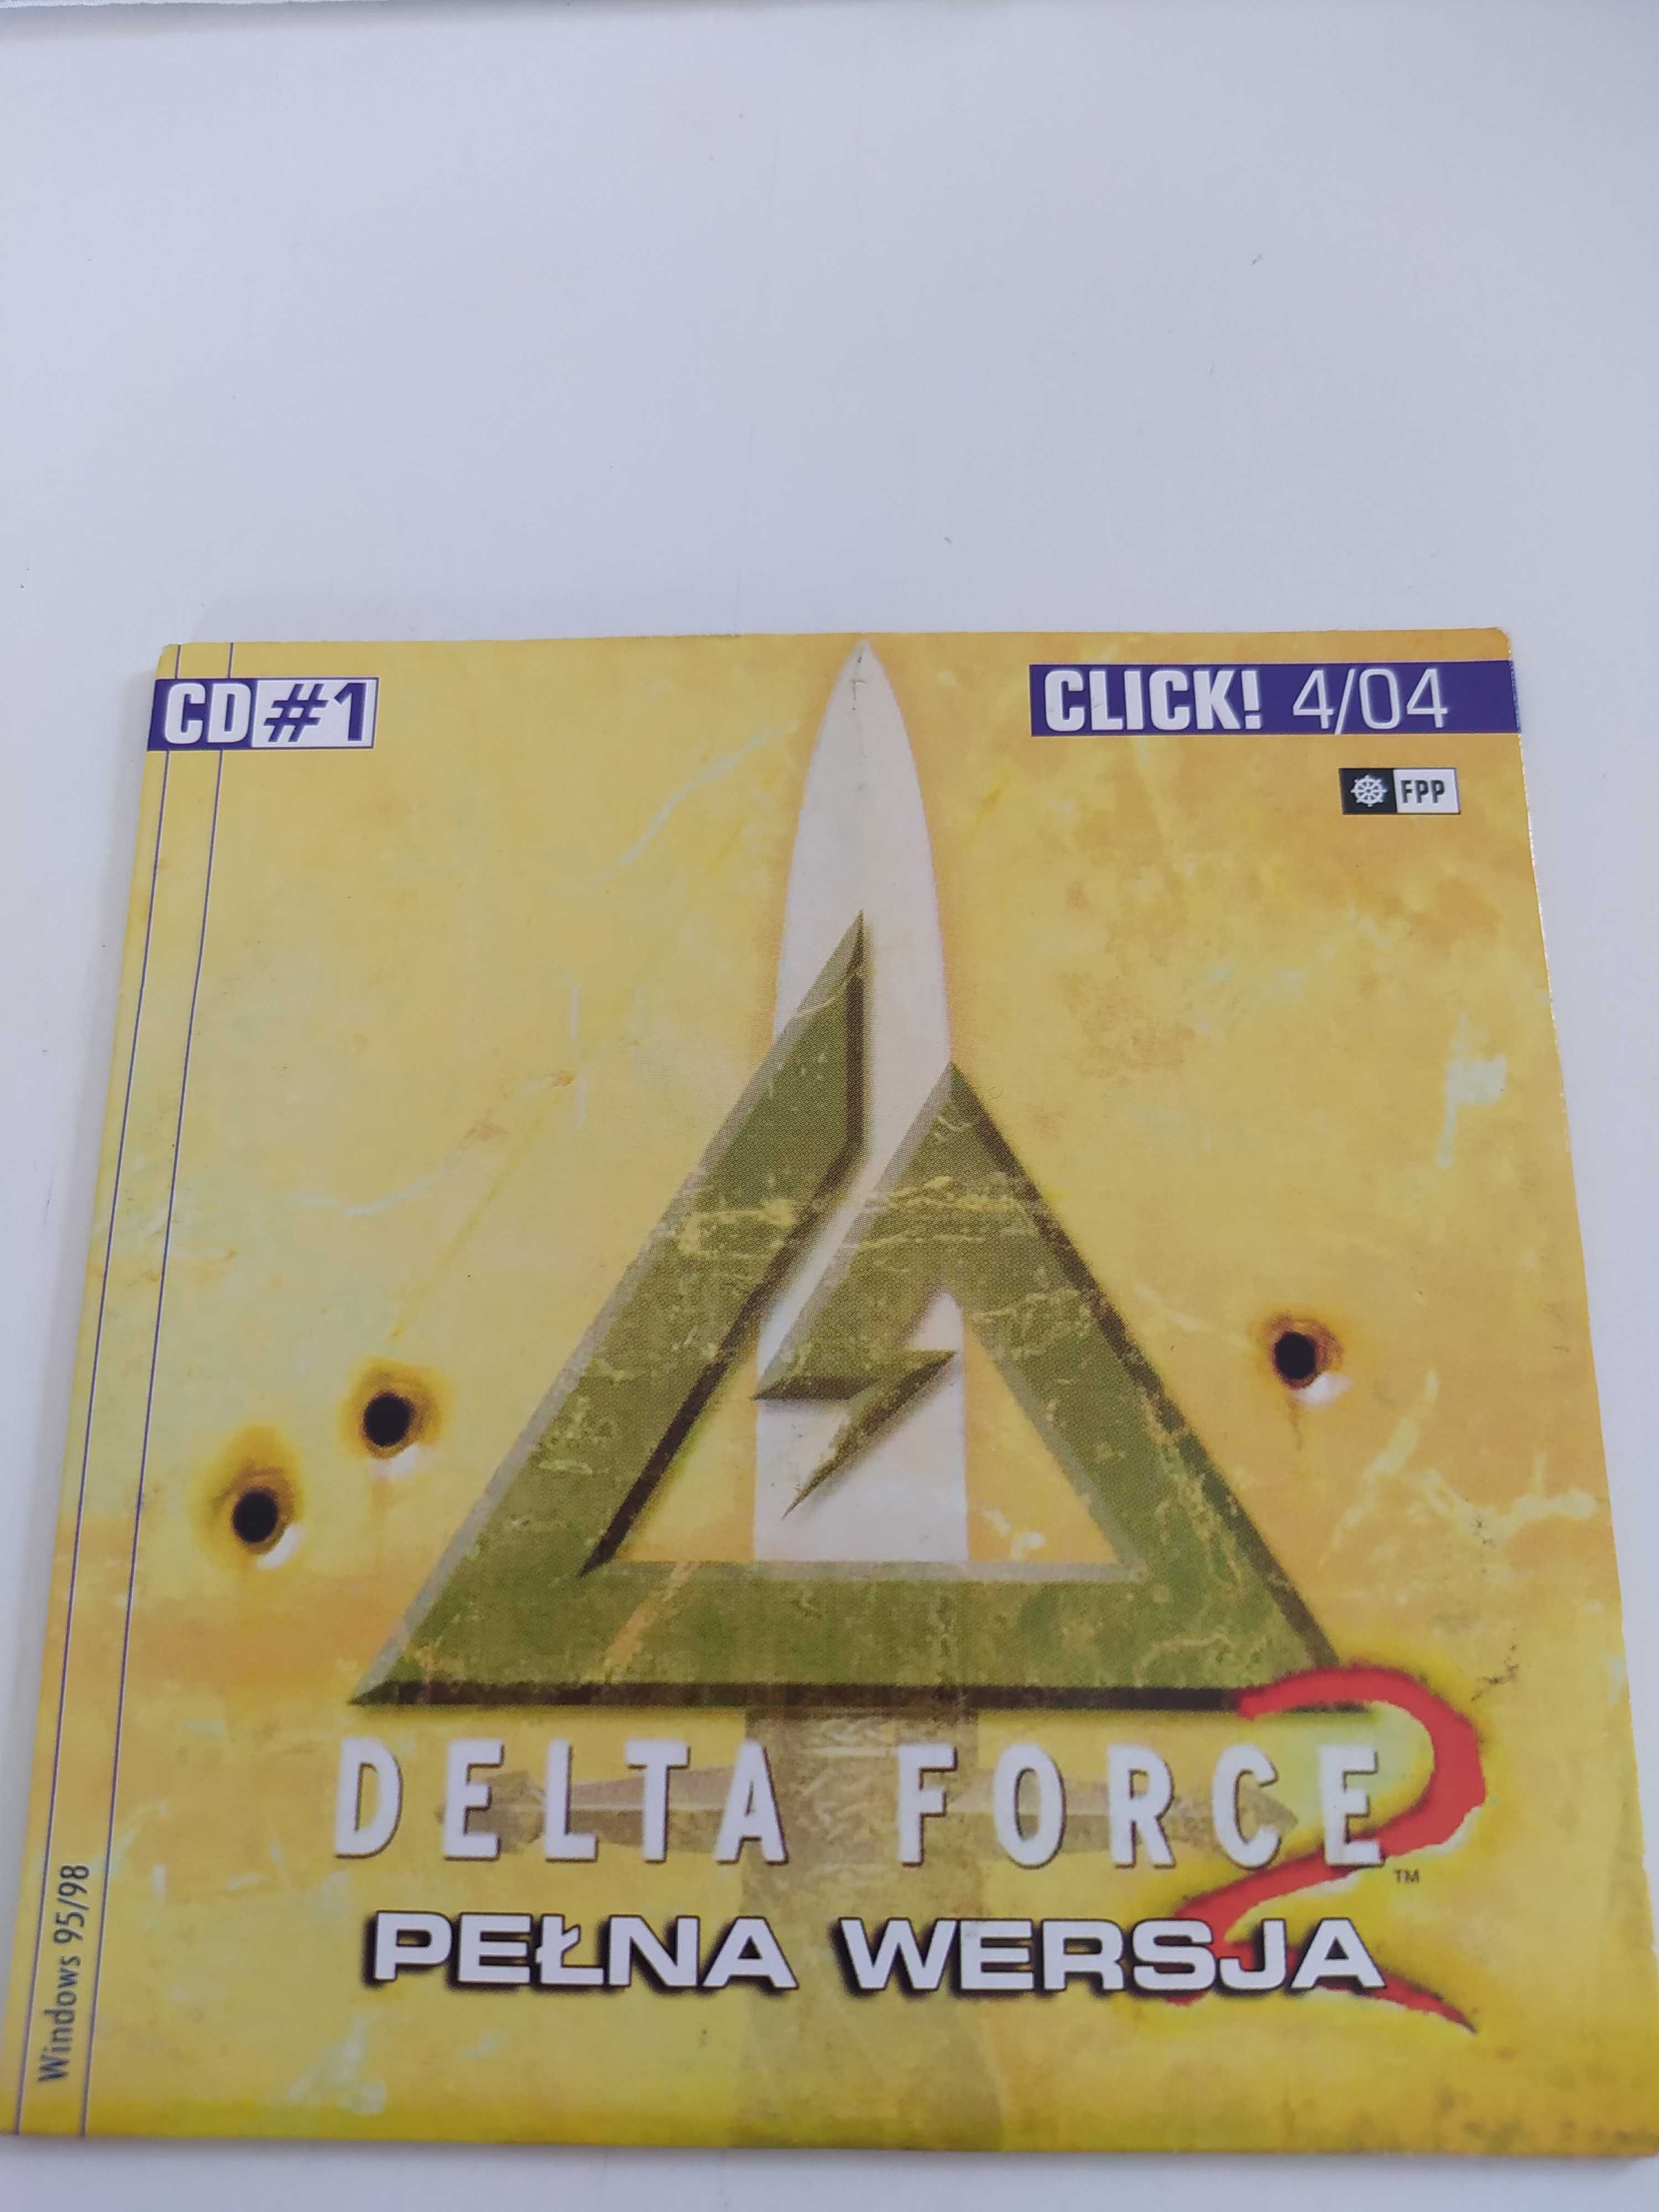 CD#1
CLICK! 4/04
FPP
DELTA FORCE 2
™
PEŁNA WERSJA
Windows 95/98